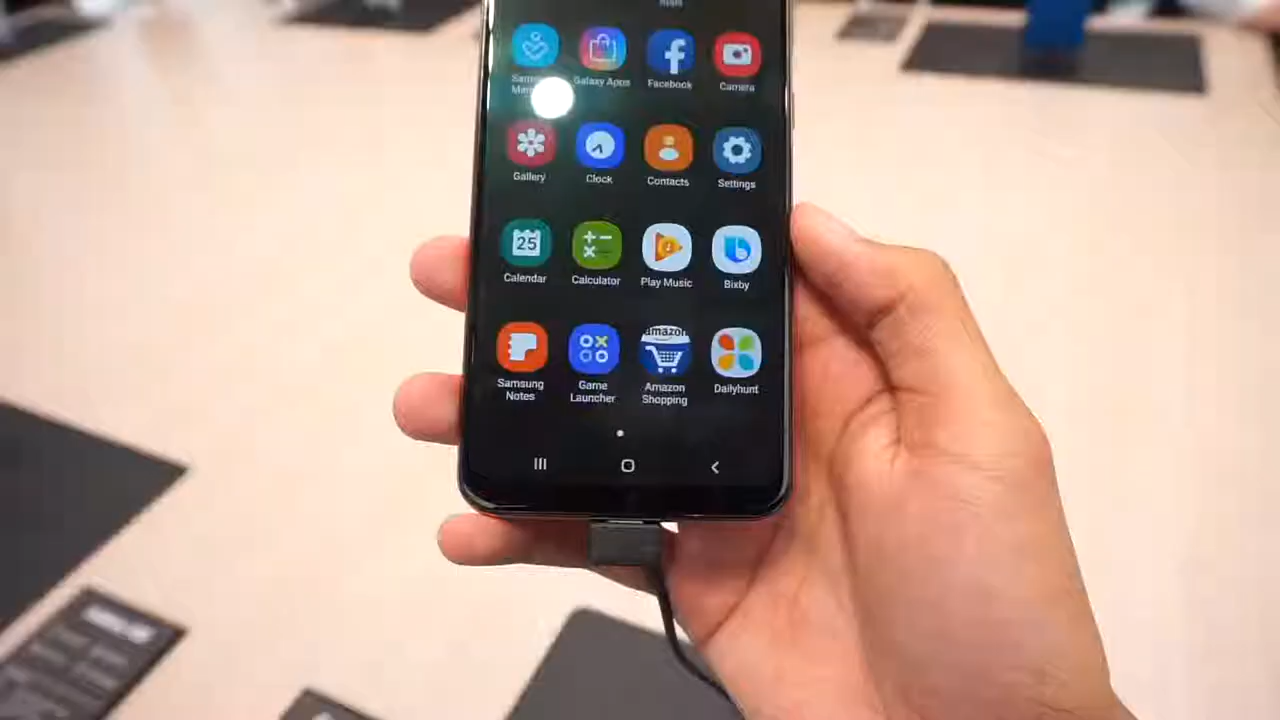 Apps
Galaxy Apps
Facebook
Camera
Gallery
Clock
Contacts
Settings
25
Calendar
Calculator
Play Music
Bixby
amazon
Samsung
Notes
Game
Launcher
Amazon
Shopping
Dailyhunt